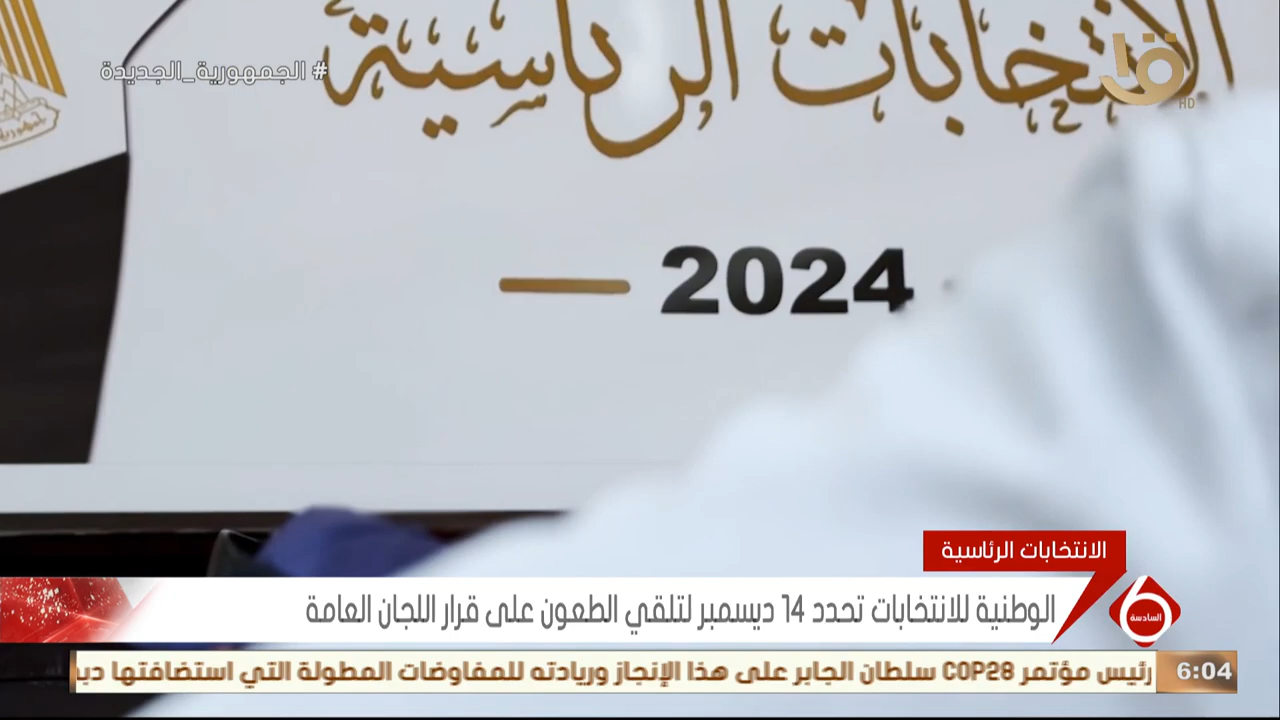 الانتخابات الرئاسية
#الجمهورية_الجديدة
HD
2024
الانتخابات الرئاسية
الوطنية للانتخابات تحدد 14 ديسمبر لتلقي الطعون على قرار اللجان العامة
السادسة
6:04
رئيس مؤتمر COP28 سلطان الجابر على هذا الإنجاز وريادته للمفاوضات المطولة التي استضافتها دبي